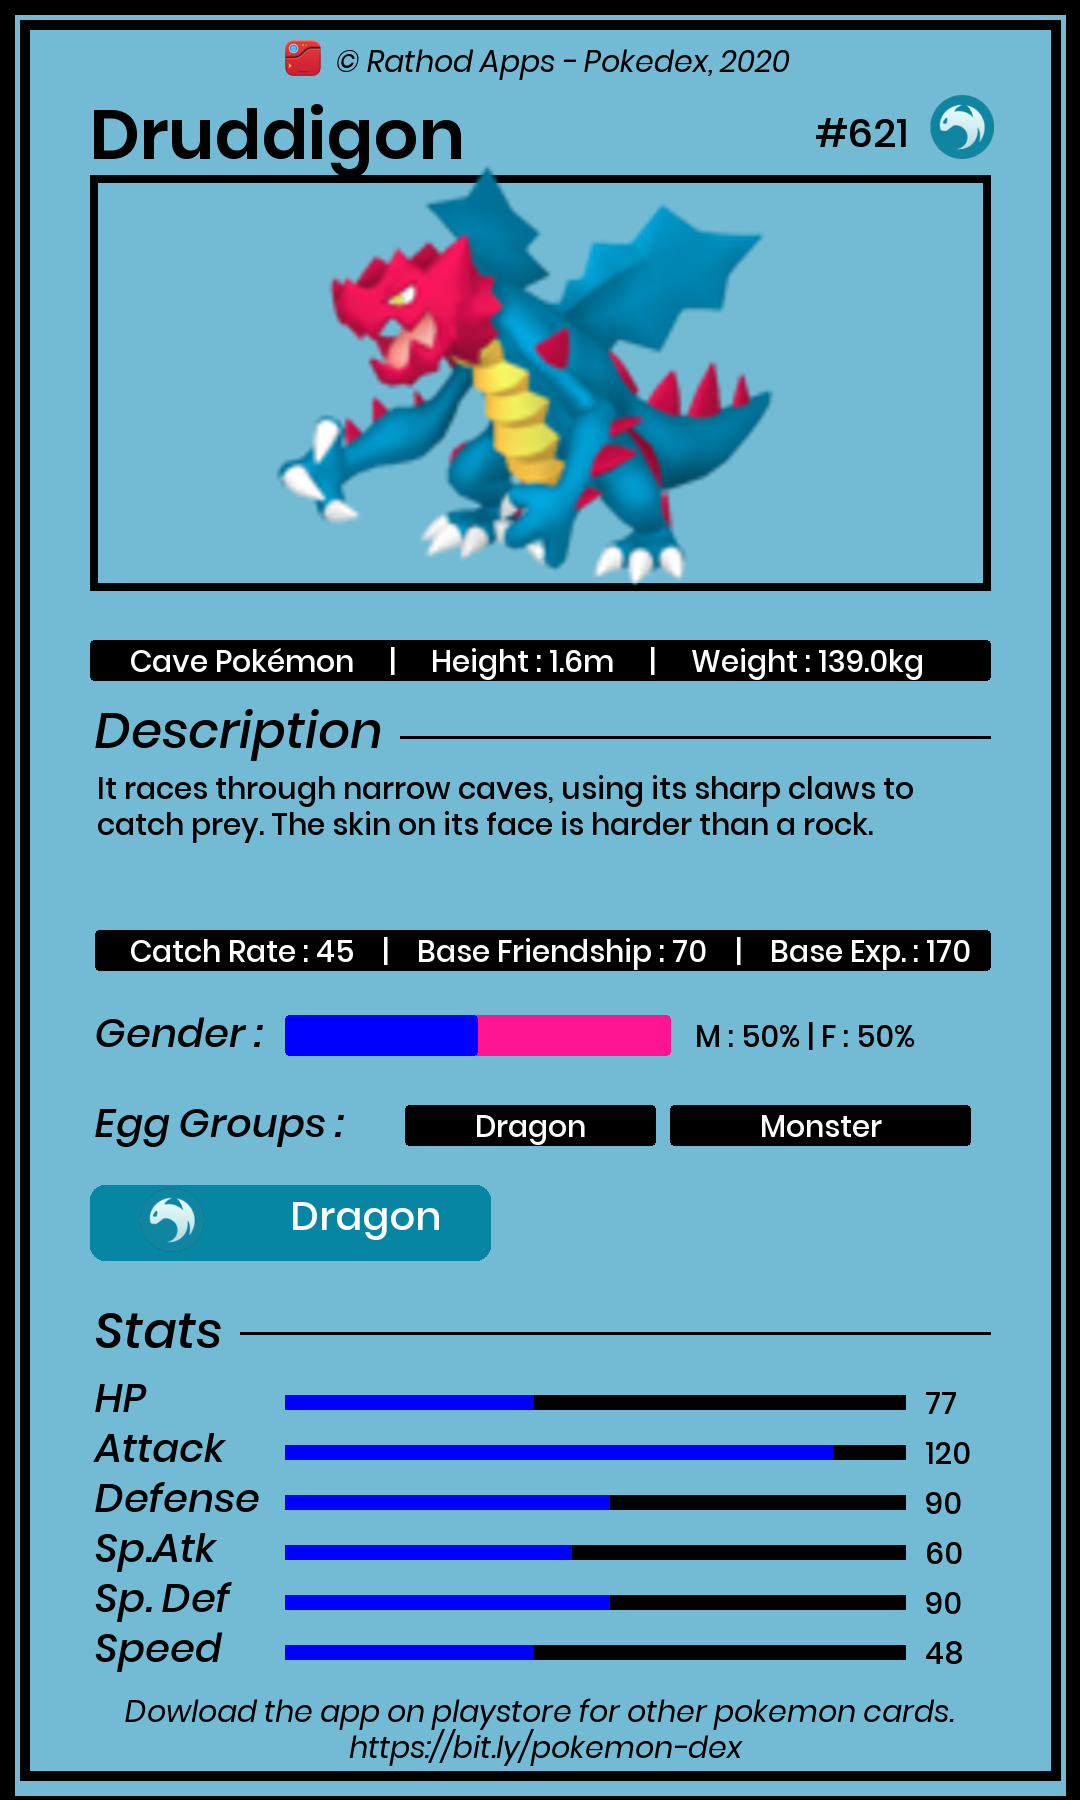 © Rathod Apps - Pokedex, 2020
Druddigon #621
Cave Pokémon | Height : 1.6m | Weight : 139.0kg
Description
It races through narrow caves, using its sharp claws to
catch prey. The skin on its face is harder than a rock.
Catch Rate : 45 | Base Friendship : 70 | Base Exp. : 170
Gender : M : 50% | F : 50%
Egg Groups : Dragon Monster
Dragon
Stats
HP 77
Attack 120
Defense 90
Sp.Atk 60
Sp. Def 90
Speed 48
Dowload the app on playstore for other pokemon cards.
https://bit.ly/pokemon-dex